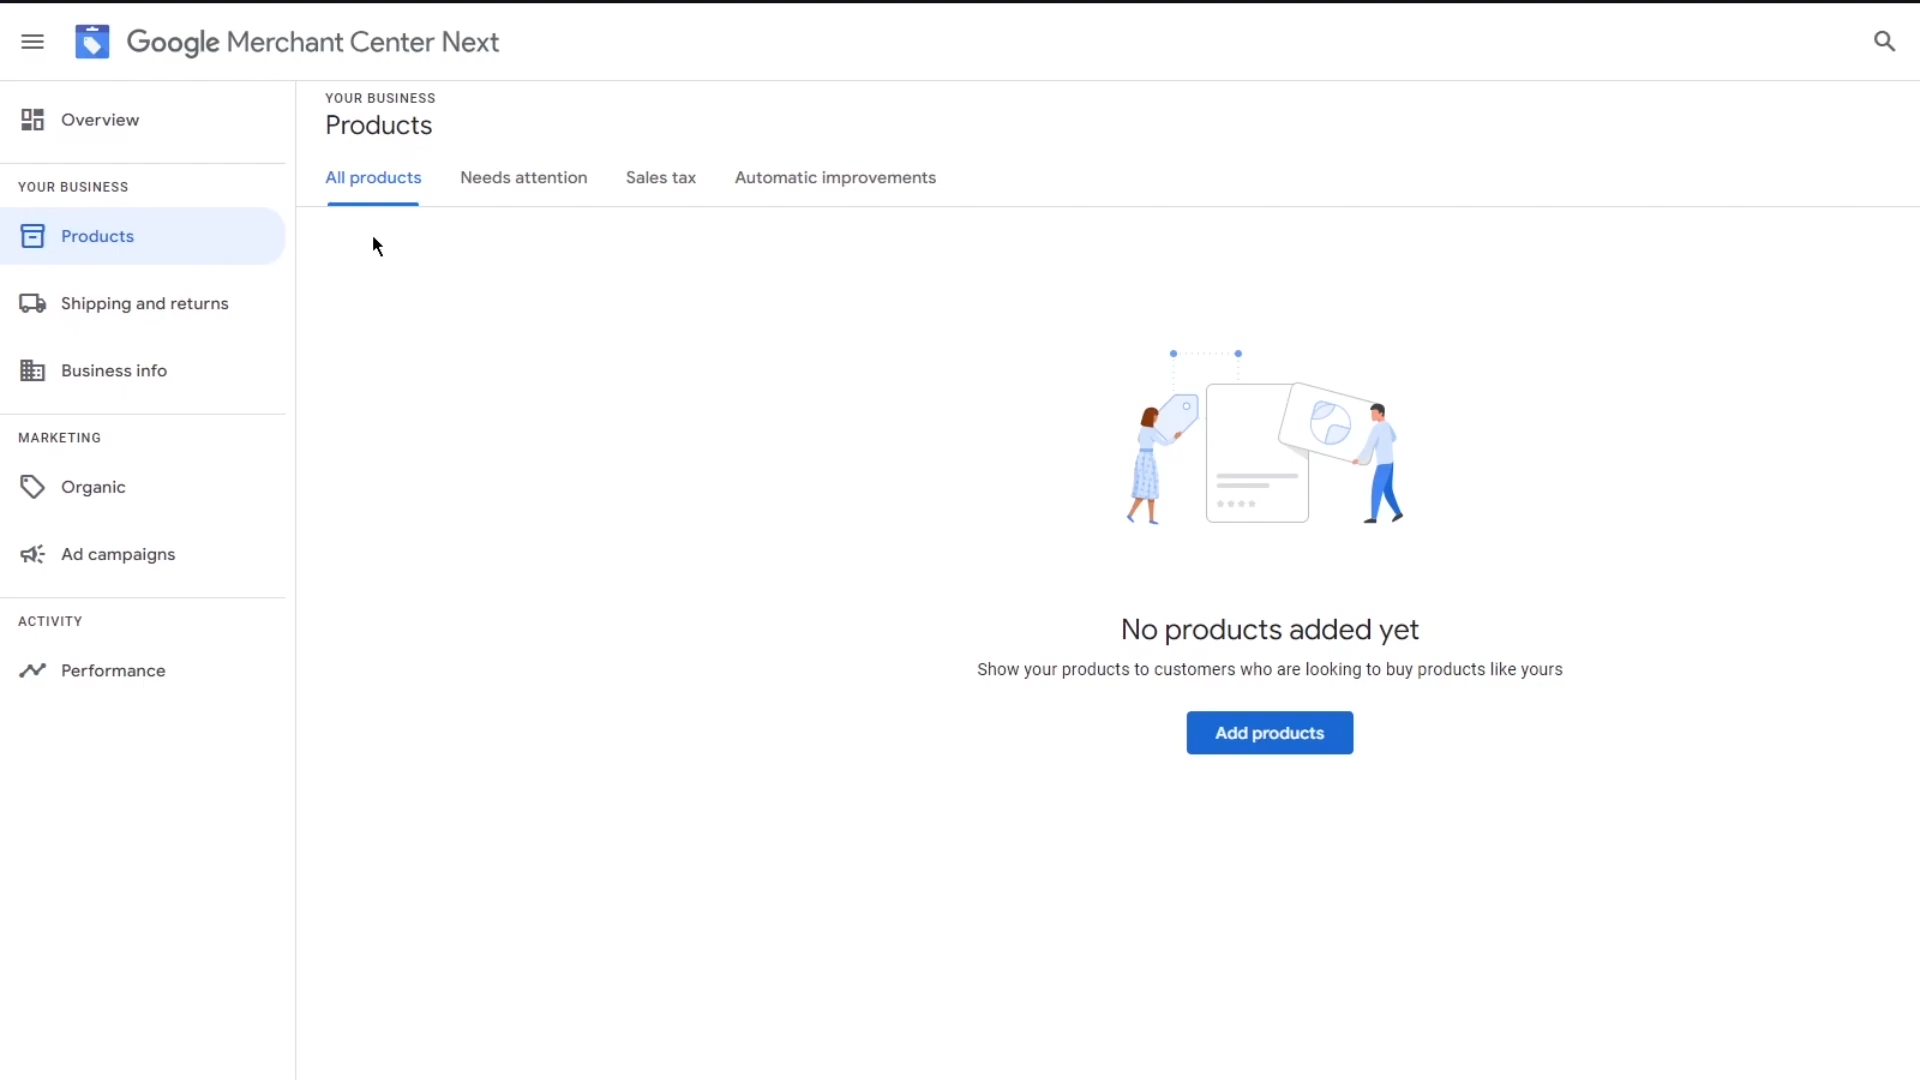 Google Merchant Center Next
Overview
YOUR BUSINESS
Products
Shipping and returns
Business info
MARKETING
Organic
Ad campaigns
ACTIVITY
Performance
YOUR BUSINESS
Products
All products
Needs attention
Sales tax
Automatic improvements
No products added yet
Show your products to customers who are looking to buy products like yours
Add products